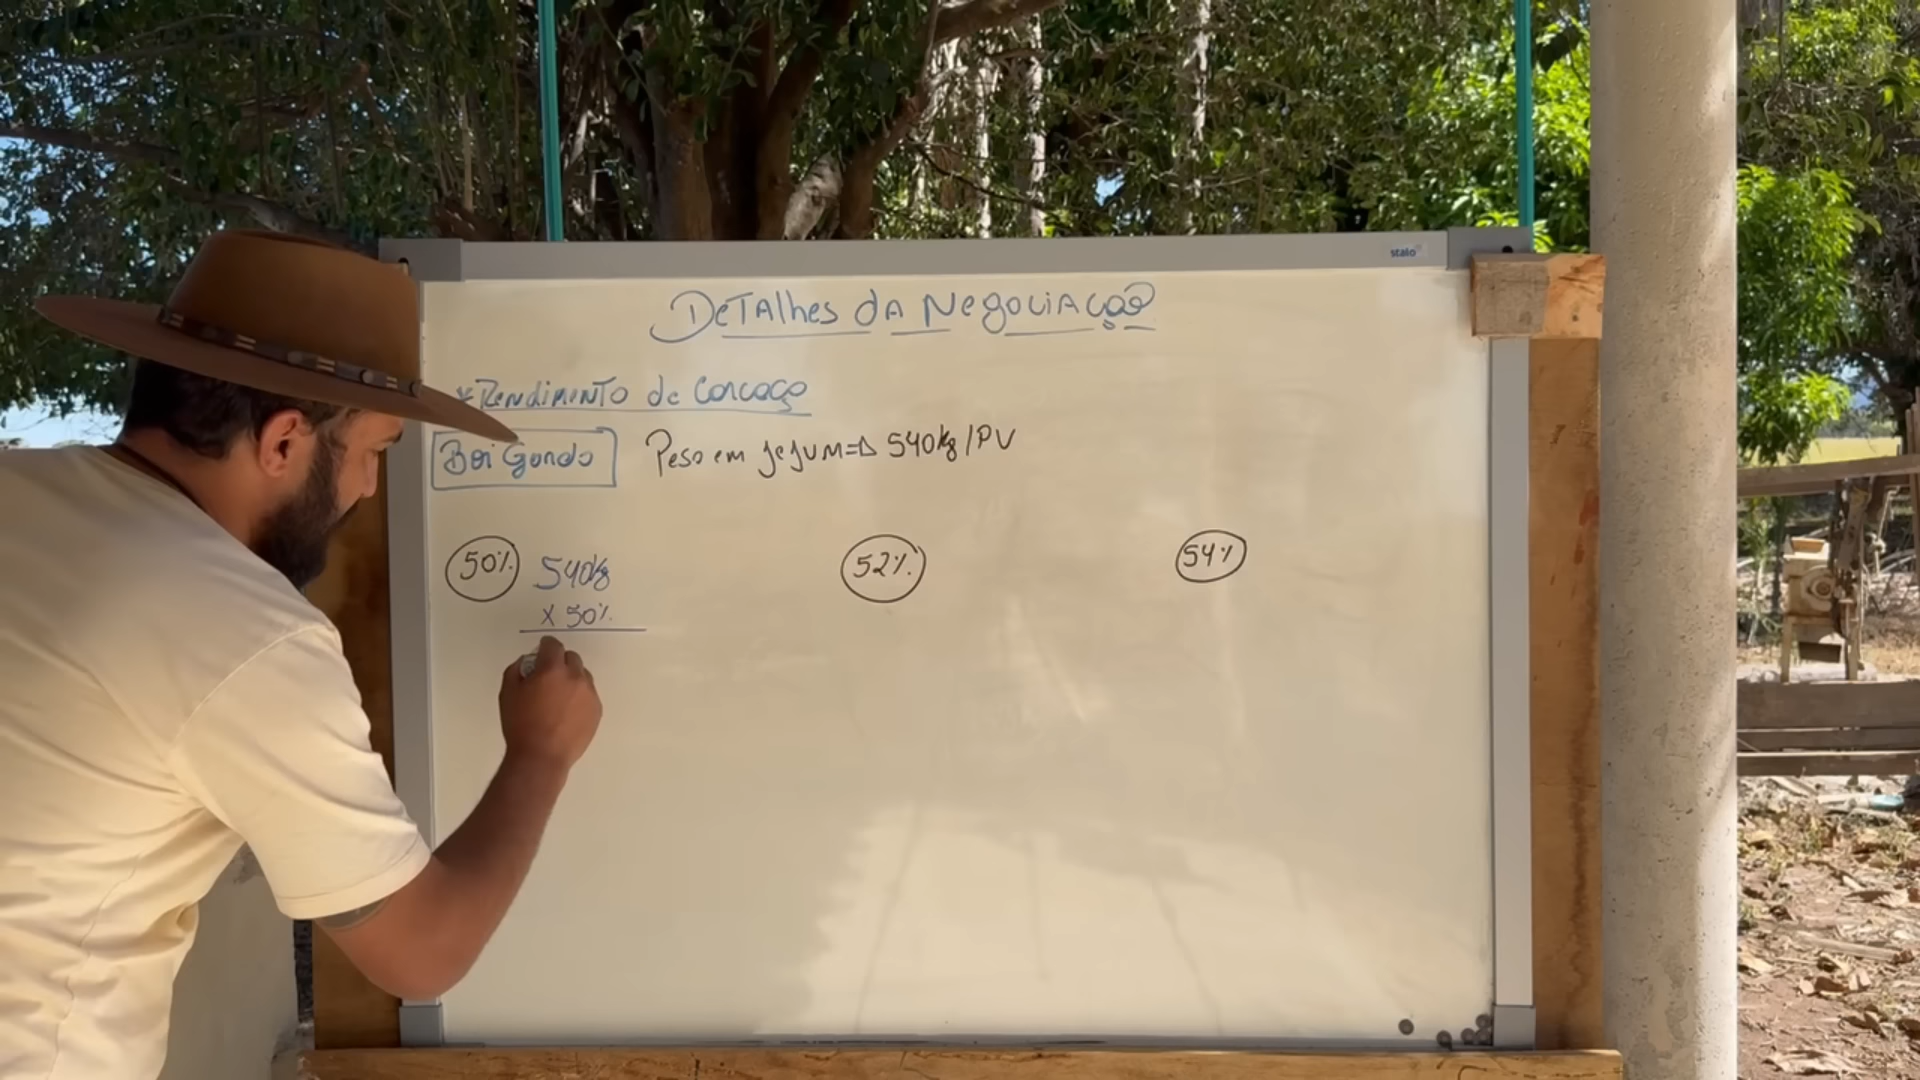 stalo
Detalhes da Negociação
* Rendimento de Carcaça
Boi Gordo Peso em jejum => 540kg/PV
50% 540kg 52% 54%
x 50%